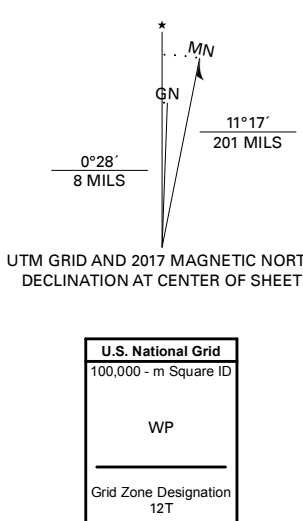 MN
GN
11°17´
201 MILS
0°28´
8 MILS
UTM GRID AND 2017 MAGNETIC NORT
DECLINATION AT CENTER OF SHEET
U.S. National Grid
100,000 - m Square ID
WP
Grid Zone Designation
12T